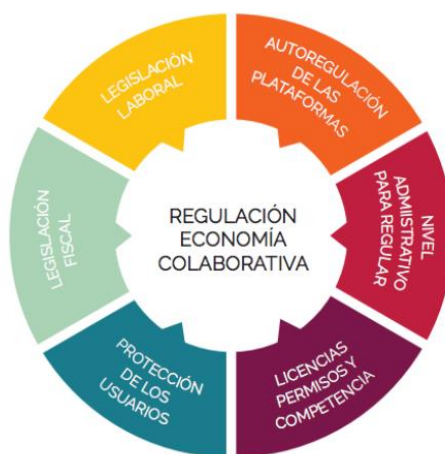 REGULACIÓN
ECONOMÍA
COLABORATIVA
AUTOREGULACIÓN
DE LAS
PLATAFORMAS
NIVEL
ADMIISTRATIVO
PARA REGULAR
LICENCIAS
PERMISOS Y
COMPETENCIA
PROTECCIÓN
DE LOS
USUARIOS
LEGISLACIÓN
FISCAL
LEGISLACIÓN
LABORAL